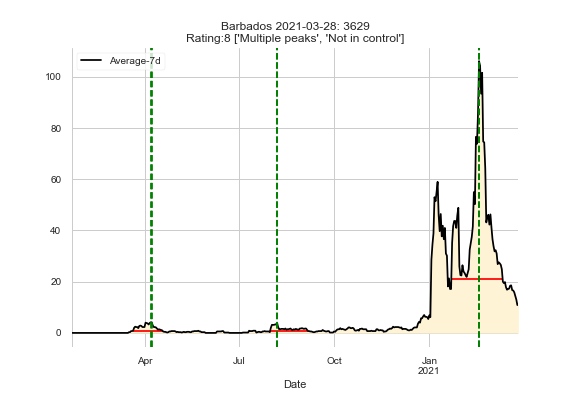 Barbados 2021-03-28: 3629
Rating:8 ['Multiple peaks', 'Not in control']
Average-7d
100
80
60
40
20
0
Apr
Jul
Oct
Jan
2021
Date